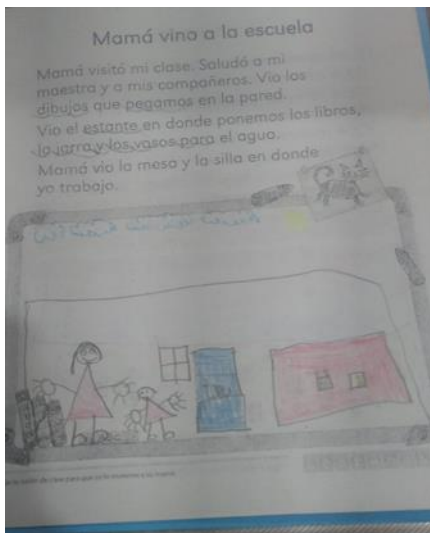 Mamá vino a la escuela
Mamá visitó mi clase. Saludó a mi
maestra y a mis compañeros. Vio los
dibujos que pegamos en la pared.
Vio el estante en donde ponemos los libros,
la jarra y los vasos para el agua.
Mamá vio la mesa y la silla en donde
yo trabajo.